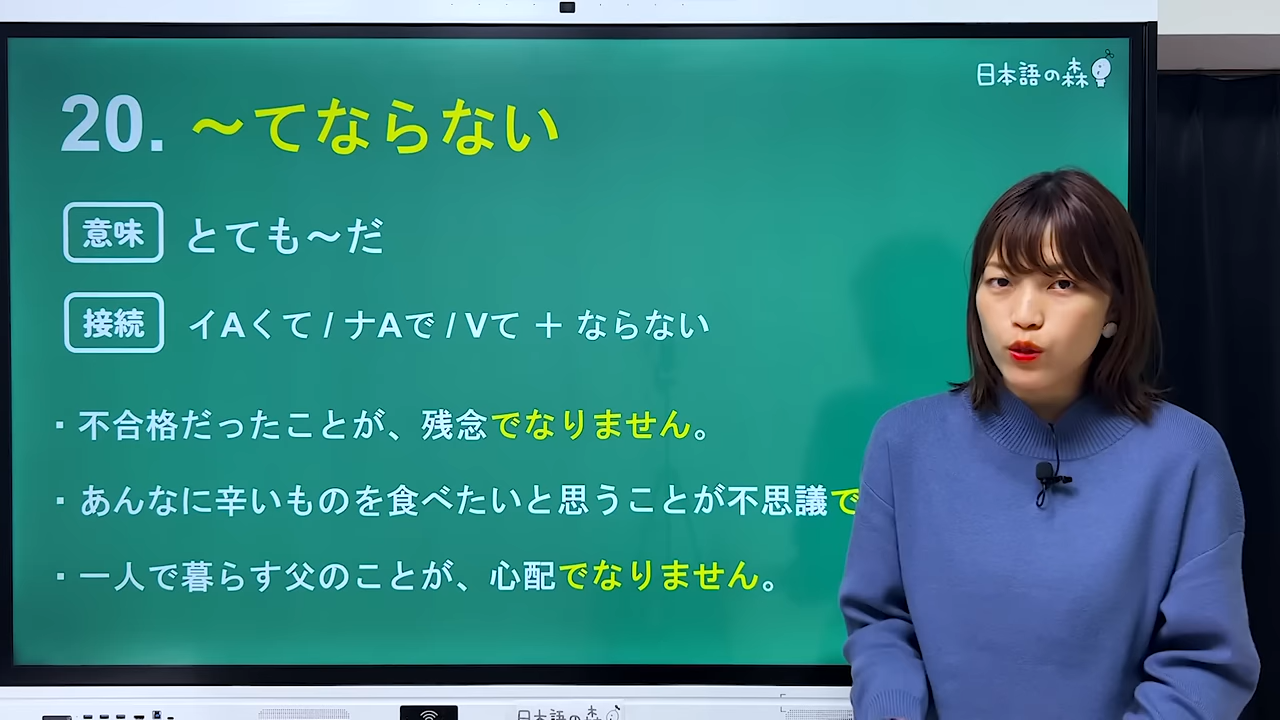 日本語の森
20. ～てならない
意味 とても～だ
接続 イAくて / ナAで / Vて ＋ ならない
・不合格だったことが、残念でなりません。
・あんなに辛いものを食べたいと思うことが不思議で
・一人で暮らす父のことが、心配でなりません。
日本語の森